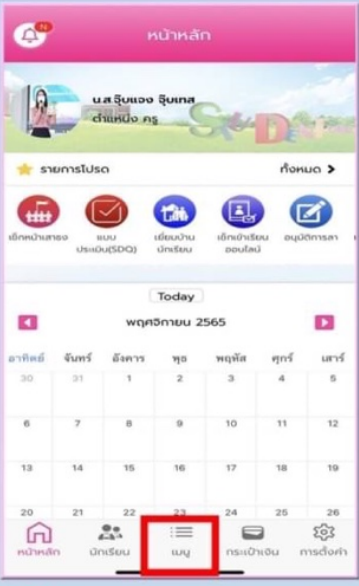 N
หน้าหลัก
น.ส จุ๊บแจง จุ๊บเทส
ตำแหน่ง ครู
รายการโปรด ทั้งหมด >
เช็กหน้าเสาธง แบบประเมิน(SDQ) เยี่ยมบ้านนักเรียน เช็กเข้าเรียนออนไลน์ อนุมัติการลา
Today
พฤศจิกายน 2565
อาทิตย์ จันทร์ อังคาร พุธ พฤหัส ศุกร์ เสาร์
30 31 1 2 3 4 5
6 7 8 9 10 11 12
13 14 15 16 17 18 19
20 21 22 23 24 25 26
หน้าหลัก นักเรียน เมนู กระเป๋าเงิน การตั้งค่า